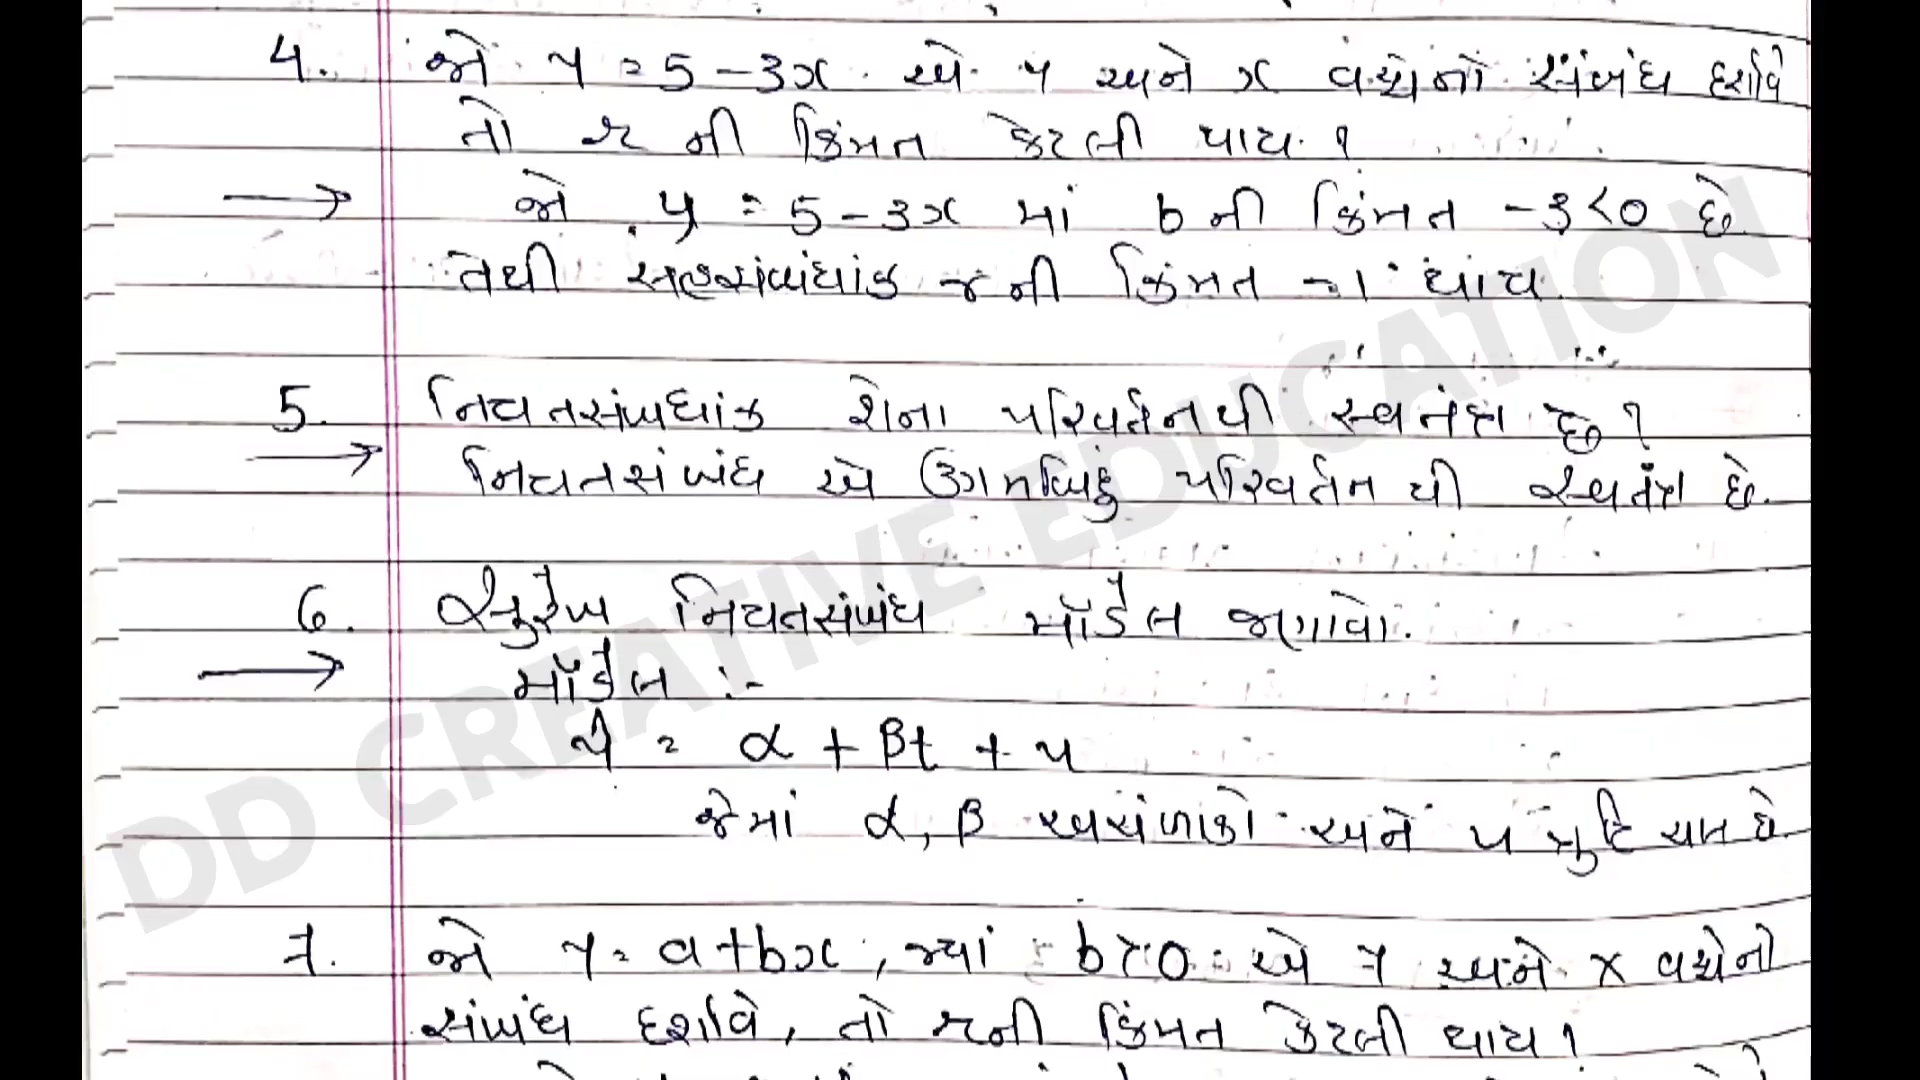 4. જો y = 5 - 3x એ y અને x વચ્ચેનો સંબંધ દર્શાવે
તો r ની કિંમત કેટલી થાય ?
→ જો y = 5 - 3x માં b ની કિંમત -3 < 0 છે
તેથી સહસંબંધાંક r ની કિંમત -1 થાય
5. નિયતસંબંધાંક શેના પરિવર્તનથી સ્વતંત્ર છે ?
→ નિયતસંબંધ એ ઉગમબિંદુ પરિવર્તન થી સ્વતંત્ર છે.
6. સુરેખ નિયતસંબંધ મૉડેલ જણાવો.
→ મૉડેલ :-
ŷ = α + βt + u
જેમાં α, β અચળાંકો અને u ત્રુટિ ચલ છે
7. જો y = a + bx, જ્યાં b > 0 એ y અને x વચ્ચેનો
સંબંધ દર્શાવે, તો r ની કિંમત કેટલી થાય ?
DD CREATIVE EDUCATION